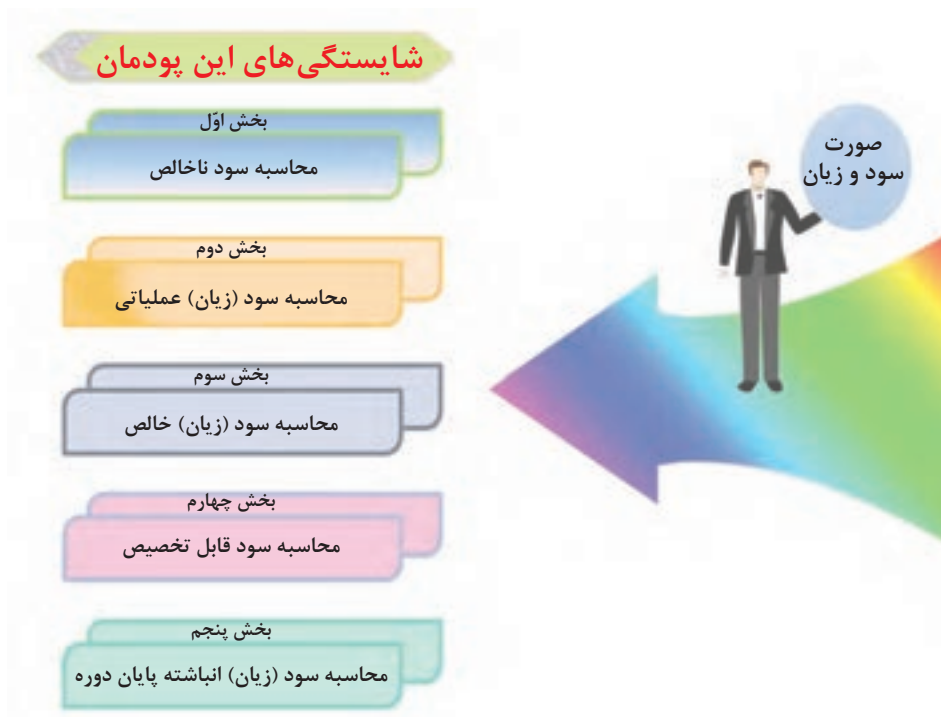 شایستگی‌های این پودمان
بخش اوّل
محاسبه سود ناخالص
بخش دوم
محاسبه سود (زیان) عملیاتی
بخش سوم
محاسبه سود (زیان) خالص
بخش چهارم
محاسبه سود قابل تخصیص
بخش پنجم
محاسبه سود (زیان) انباشته پایان دوره
صورت
سود و زیان